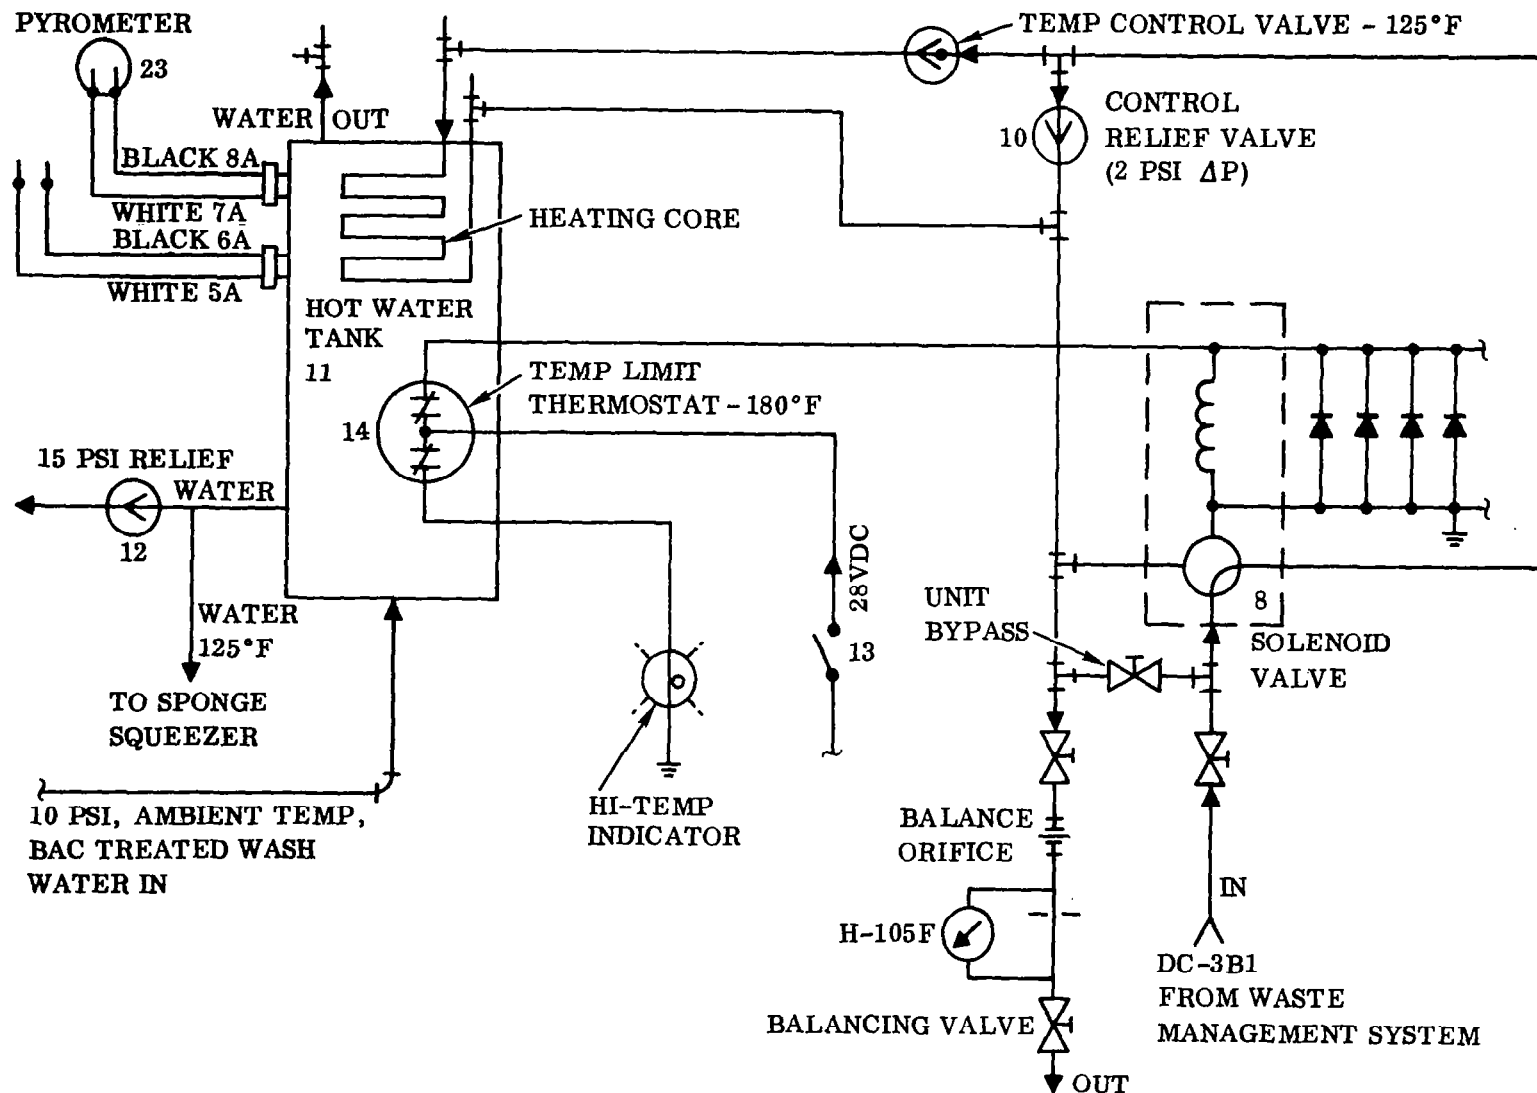 PYROMETER
23
WATER OUT
BLACK 8A
WHITE 7A
BLACK 6A
WHITE 5A
HEATING CORE
HOT WATER
TANK
11
TEMP CONTROL VALVE - 125°F
10
CONTROL
RELIEF VALVE
(2 PSI ΔP)
TEMP LIMIT
THERMOSTAT - 180°F
14
15 PSI RELIEF
WATER
12
WATER
125°F
TO SPONGE
SQUEEZER
10 PSI, AMBIENT TEMP,
BAC TREATED WASH
WATER IN
28VDC
13
HI-TEMP
INDICATOR
UNIT
BYPASS
8
SOLENOID
VALVE
BALANCE
ORIFICE
H-105F
BALANCING VALVE
OUT
IN
DC-3B1
FROM WASTE
MANAGEMENT SYSTEM